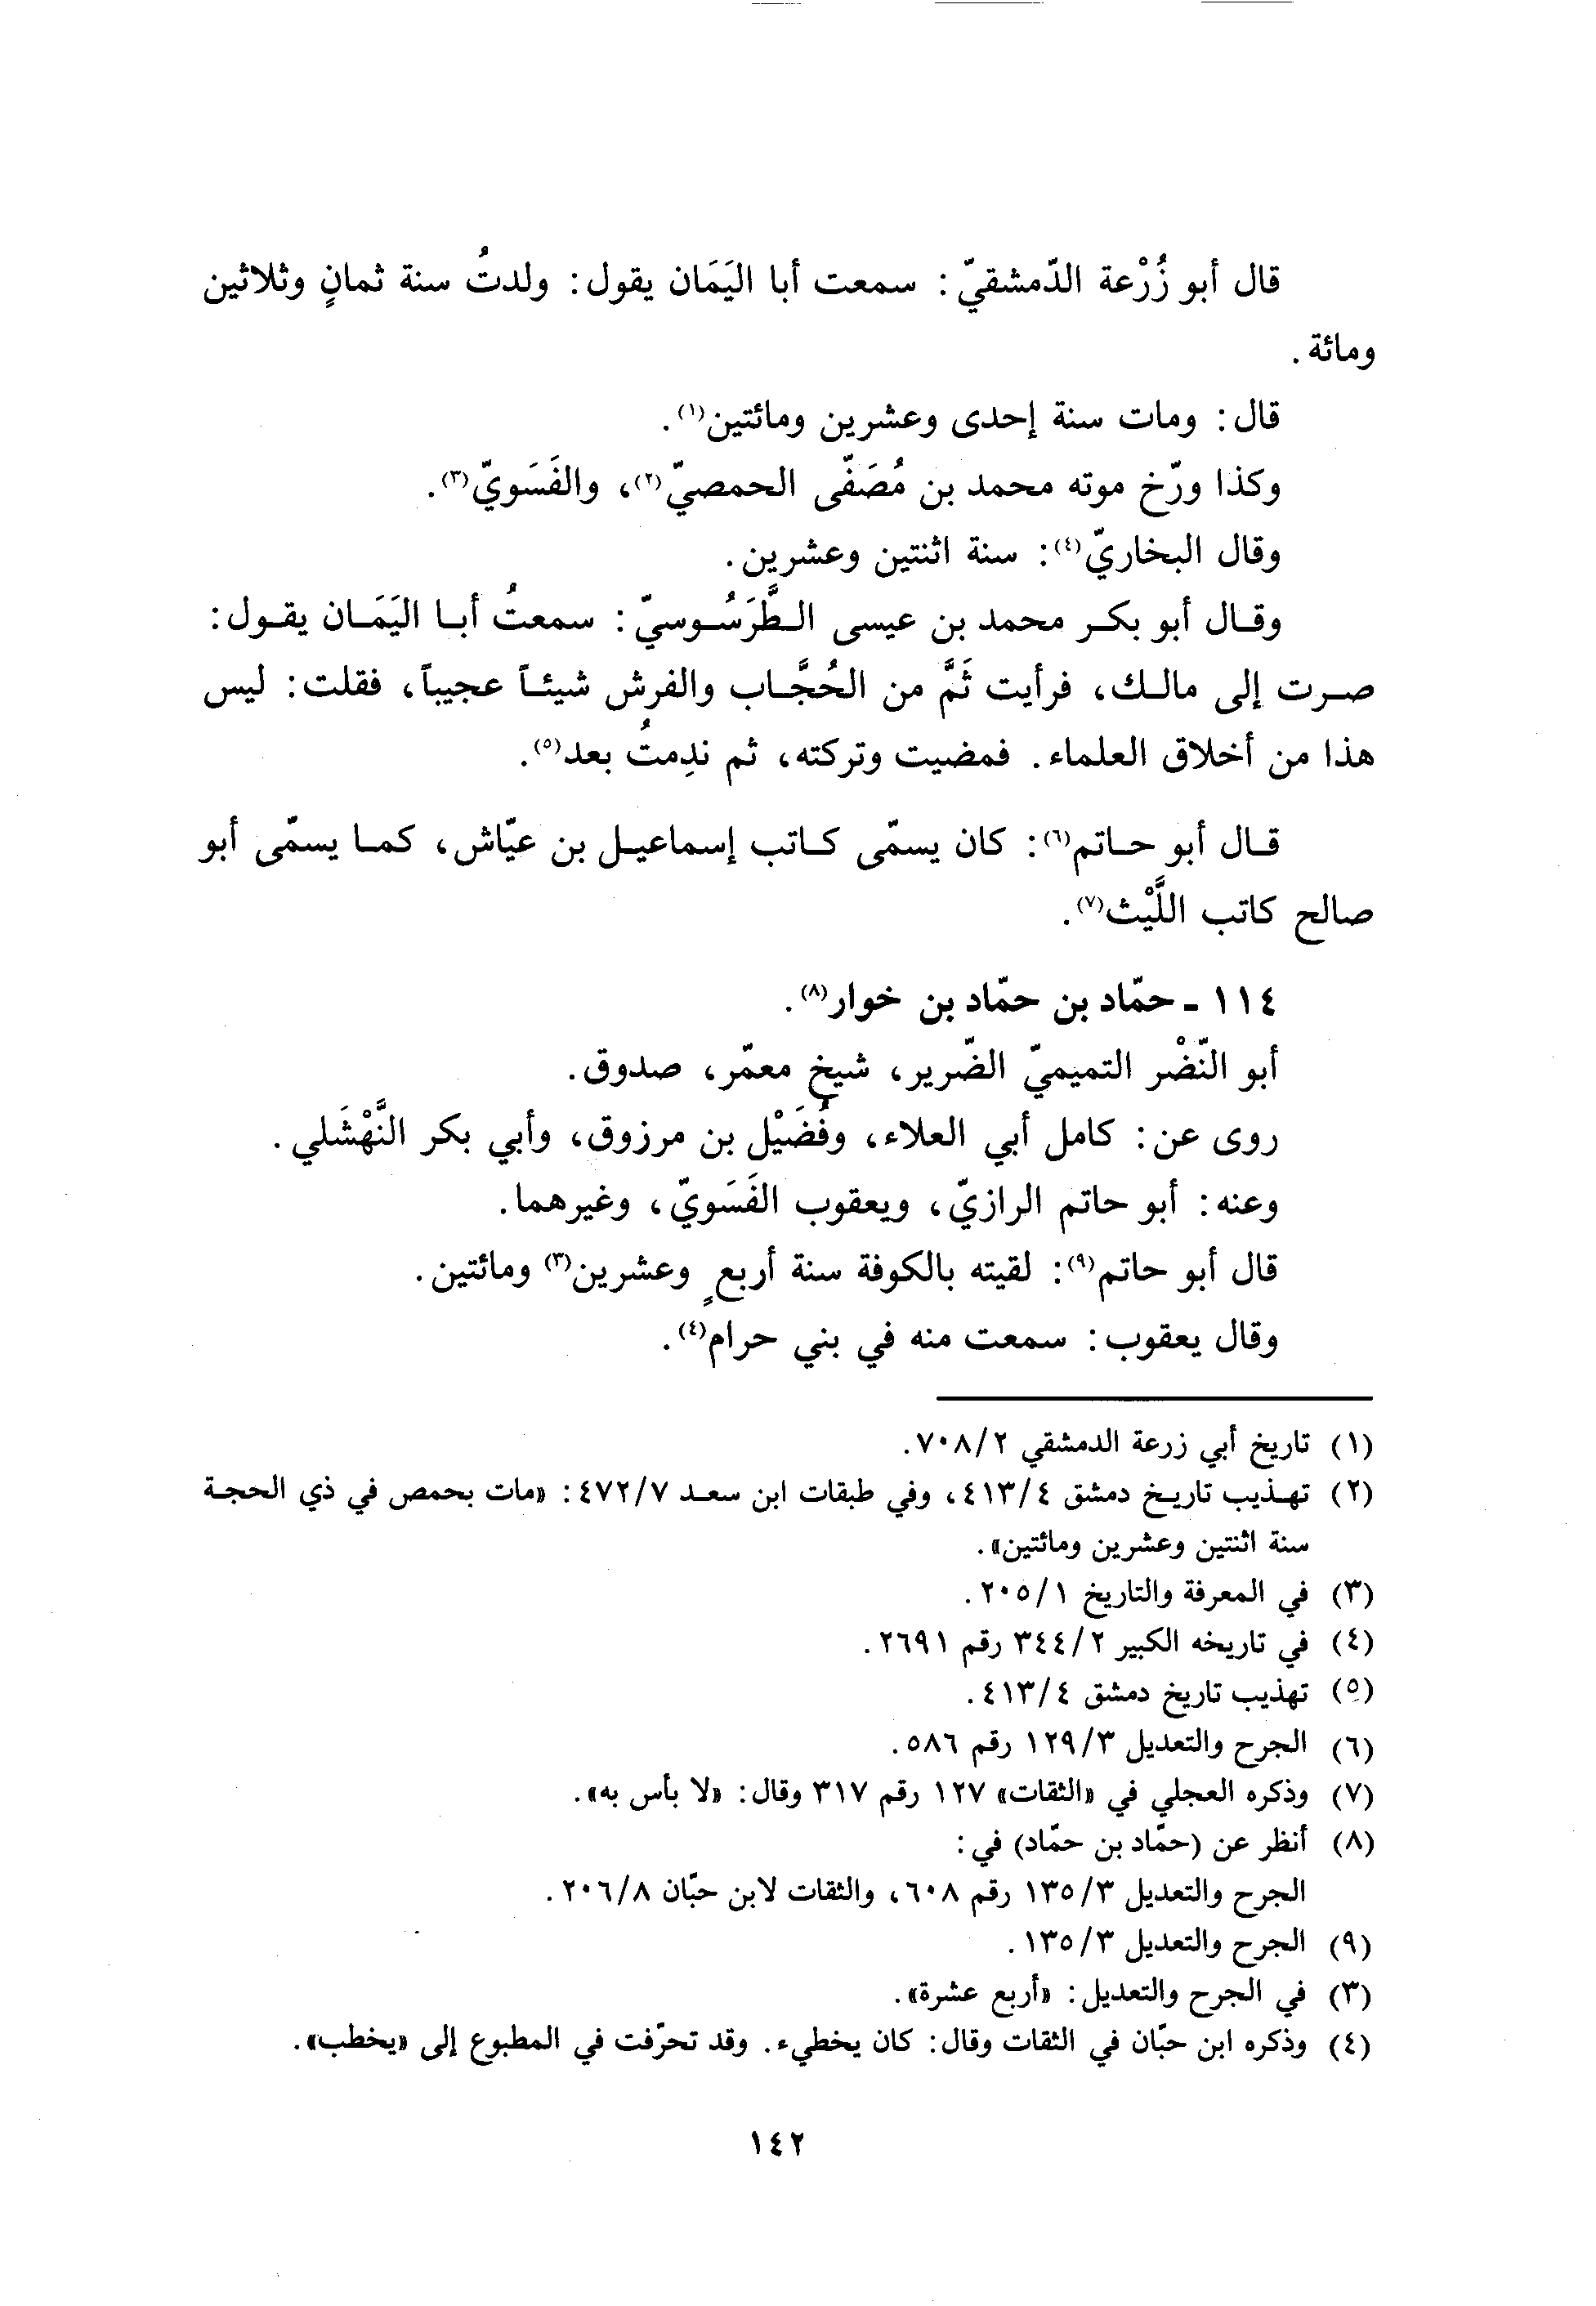 قال أبو زُرْعة الدّمشقيّ: سمعت أبا اليَمَان يقول: ولدتُ سنة ثمانٍ وثلاثين
ومائة.
قال: ومات سنة إحدى وعشرين ومائتين(١).
وكذا ورّخ موته محمد بن مُصَفّى الحمصيّ(٢)، والفَسَويّ(٣).
وقال البخاريّ(٤): سنة اثنتين وعشرين.
وقال أبو بكر محمد بن عيسى الطَّرَسُوسيّ: سمعتُ أبا اليَمَان يقول:
صرت إلى مالك، فرأيت ثَمَّ من الحُجَّاب والفرش شيئاً عجيباً، فقلت: ليس
هذا من أخلاق العلماء. فمضيت وتركته، ثم ندِمتُ بعد(٥).
قال أبو حاتم(٦): كان يسمّى كاتب إسماعيل بن عيّاش، كما يسمّى أبو
صالح كاتب اللَّيْث(٧).
١١٤ - حمّاد بن حمّاد بن خوار(٨).
أبو النّضْر التميميّ الضّرير، شيخ معمّر، صدوق.
روى عن: كامل أبي العلاء، وفُضَيْل بن مرزوق، وأبي بكر النَّهْشَلي.
وعنه: أبو حاتم الرازيّ، ويعقوب الفَسَويّ، وغيرهما.
قال أبو حاتم(٩): لقيته بالكوفة سنة أربعٍ وعشرين(٣) ومائتين.
وقال يعقوب: سمعت منه في بني حرام(٤).
(١) تاريخ أبي زرعة الدمشقي ٧٠٨/٢.
(٢) تهذيب تاريخ دمشق ٤١٣/٤، وفي طبقات ابن سعد ٤٧٢/٧: «مات بحمص في ذي الحجة
سنة اثنتين وعشرين ومائتين».
(٣) في المعرفة والتاريخ ٢٠٥/١.
(٤) في تاريخه الكبير ٣٤٤/٢ رقم ٢٦٩١.
(٥) تهذيب تاريخ دمشق ٤١٣/٤.
(٦) الجرح والتعديل ١٢٩/٣ رقم ٥٨٦.
(٧) وذكره العجلي في «الثقات» ١٢٧ رقم ٣١٧ وقال: «لا بأس به».
(٨) أنظر عن (حمّاد بن حمّاد) في:
الجرح والتعديل ١٣٥/٣ رقم ٦٠٨، والثقات لابن حبّان ٢٠٦/٨.
(٩) الجرح والتعديل ١٣٥/٣.
(٣) في الجرح والتعديل: «أربع عشرة».
(٤) وذكره ابن حبّان في الثقات وقال: كان يخطيء. وقد تحرّفت في المطبوع إلى «يخطب».
١٤٢